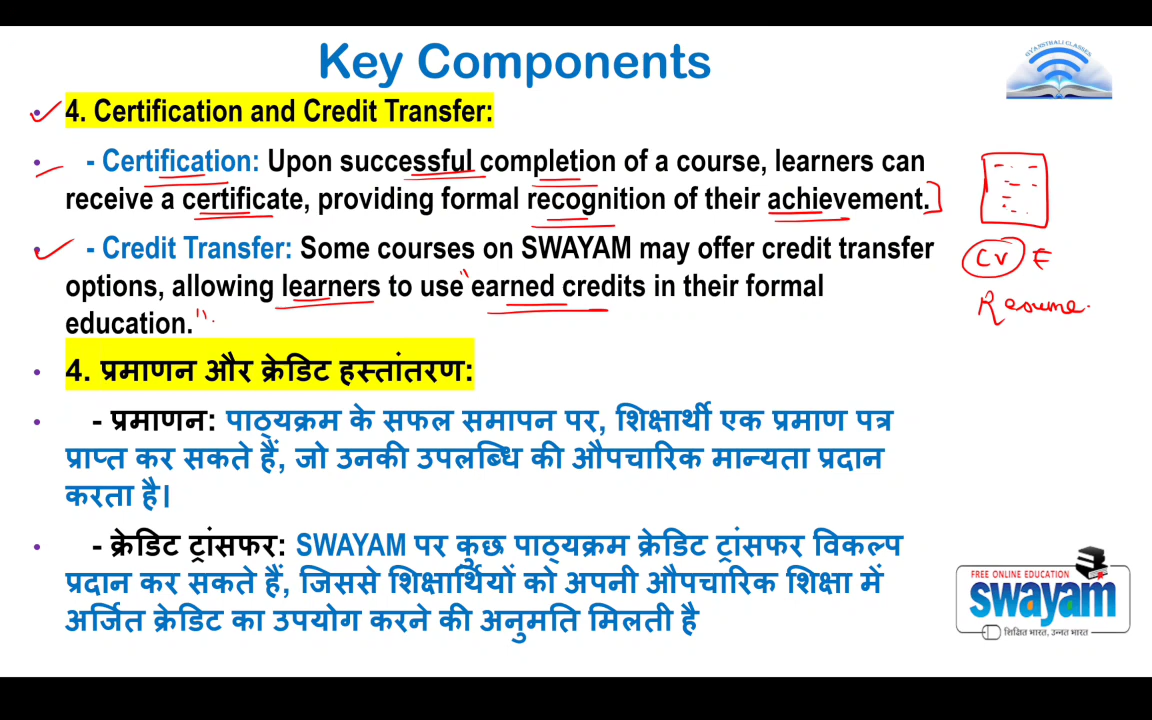 Key Components
GYANSTHALI CLASSES
4. Certification and Credit Transfer:
- Certification: Upon successful completion of a course, learners can
receive a certificate, providing formal recognition of their achievement.
- Credit Transfer: Some courses on SWAYAM may offer credit transfer
options, allowing learners to use earned credits in their formal
education.
CV
Resume.
4. प्रमाणन और क्रेडिट हस्तांतरण:
- प्रमाणन: पाठ्यक्रम के सफल समापन पर, शिक्षार्थी एक प्रमाण पत्र
प्राप्त कर सकते हैं, जो उनकी उपलब्धि की औपचारिक मान्यता प्रदान
करता है।
- क्रेडिट ट्रांसफर: SWAYAM पर कुछ पाठ्यक्रम क्रेडिट ट्रांसफर विकल्प
प्रदान कर सकते हैं, जिससे शिक्षार्थियों को अपनी औपचारिक शिक्षा में
अर्जित क्रेडिट का उपयोग करने की अनुमति मिलती है
FREE ONLINE EDUCATION
swayam
शिक्षित भारत, उन्नत भारत